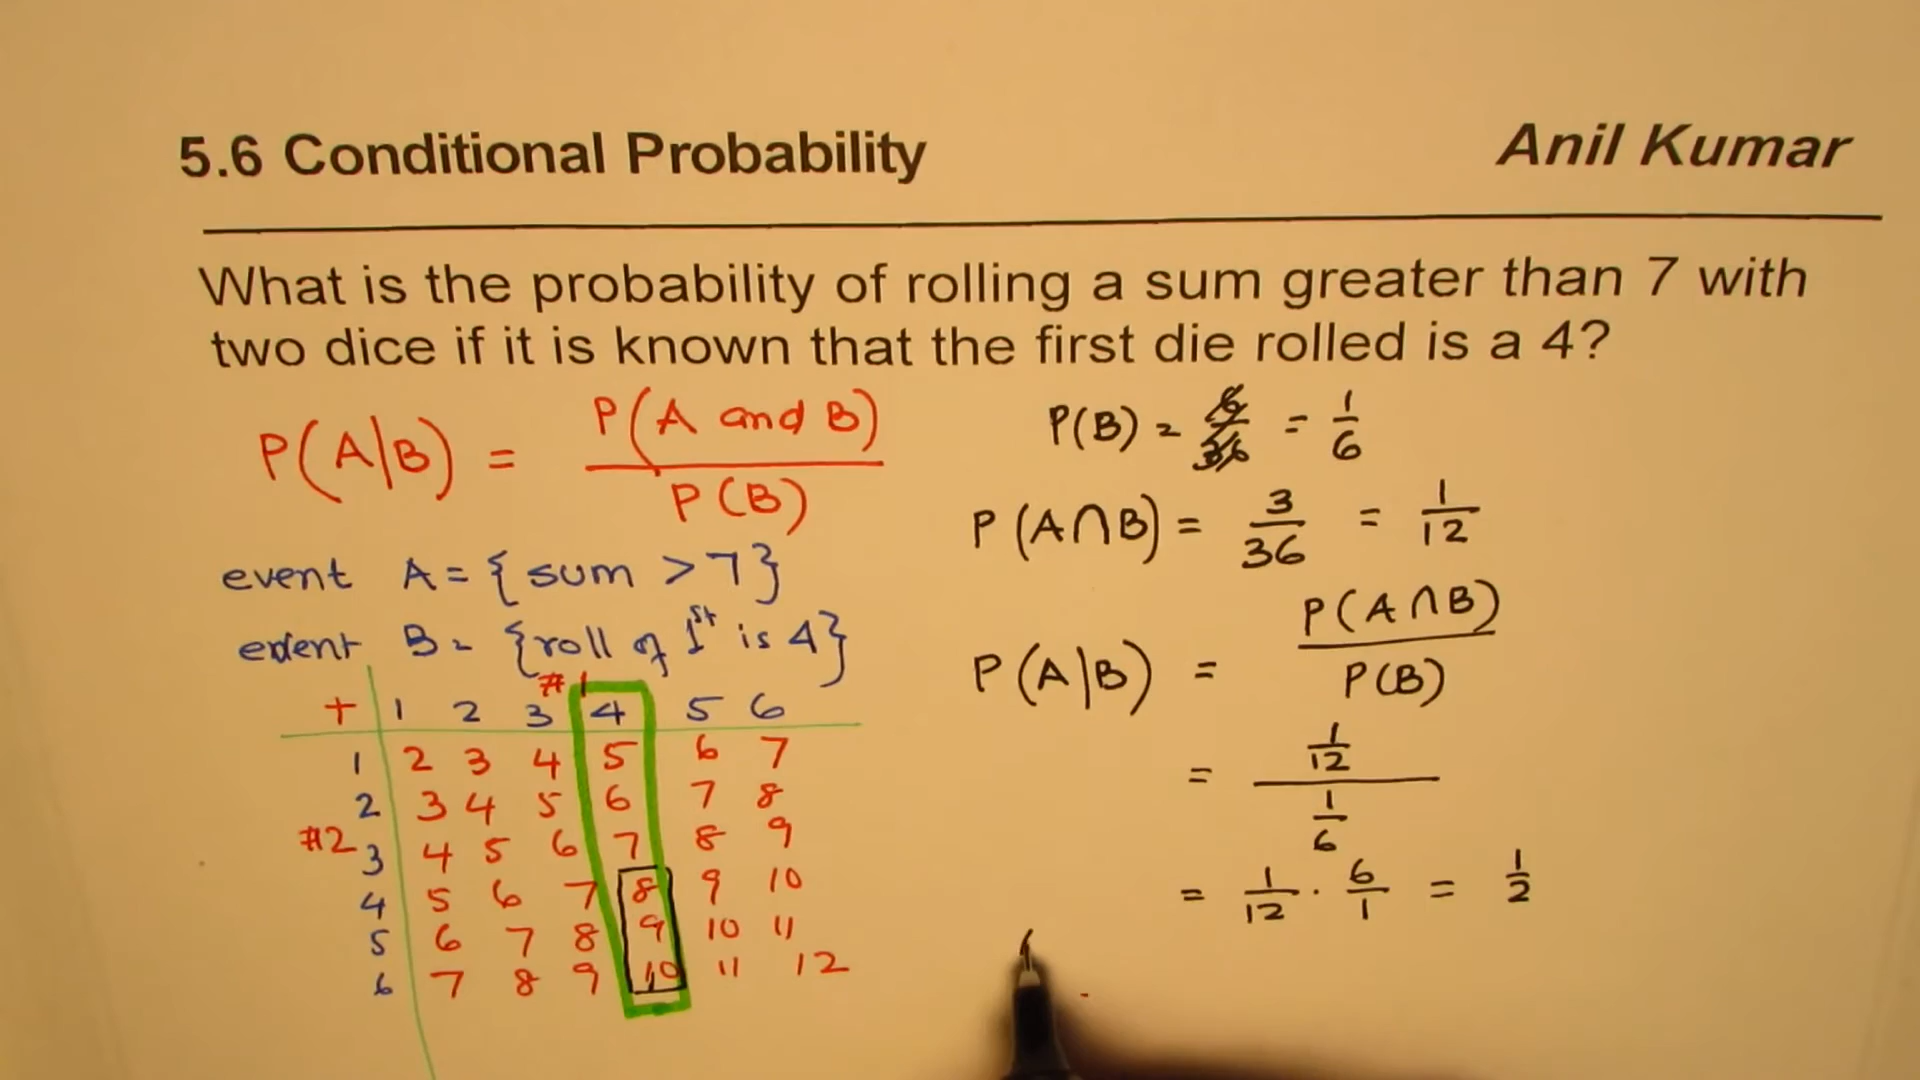 5.6 Conditional Probability
Anil Kumar
What is the probability of rolling a sum greater than 7 with
two dice if it is known that the first die rolled is a 4?
P(A|B) = P(A and B) / P(B)
event A = { sum > 7 }
event B = { roll of 1st is 4 }
#1
+ 1 2 3 4 5 6
1 2 3 4 5 6 7
2 3 4 5 6 7 8
#2
3 4 5 6 7 8 9
4 5 6 7 8 9 10
5 6 7 8 9 10 11
6 7 8 9 10 11 12
P(B) = 6/36 = 1/6
P(A∩B) = 3/36 = 1/12
P(A|B) = P(A∩B) / P(B)
= 1/12 / 1/6
= 1/12 · 6/1 = 1/2